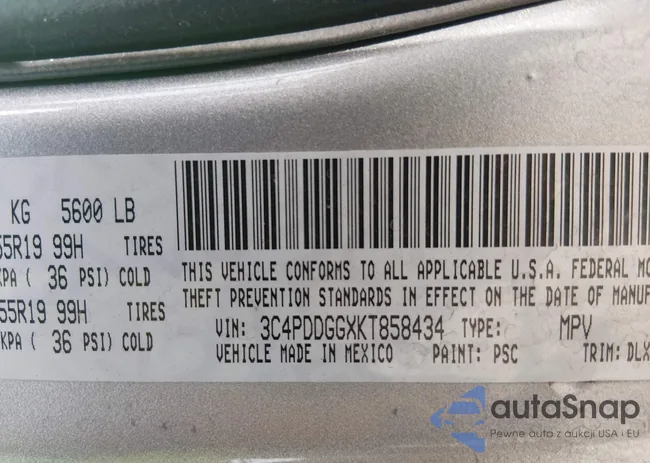 KG 5600 LB
55R19 99H TIRES
KPA ( 36 PSI) COLD
55R19 99H TIRES
KPA ( 36 PSI) COLD
THIS VEHICLE CONFORMS TO ALL APPLICABLE U.S.A. FEDERAL MO
THEFT PREVENTION STANDARDS IN EFFECT ON THE DATE OF MANUF
VIN: 3C4PDDGGXKT858434 TYPE: MPV
VEHICLE MADE IN MEXICO PAINT: PSC TRIM: DLX
autaSnap
Pewne auta z aukcji USA i EU